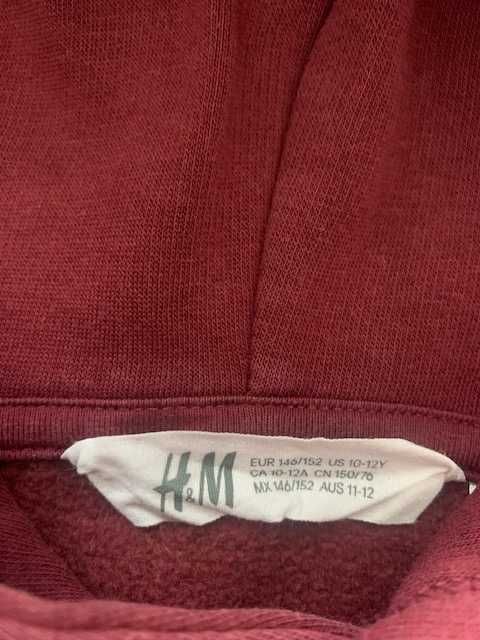 H&M
EUR 146/152 US 10-12Y
CA 10-12A CN 150/76
MX 146/152 AUS 11-12